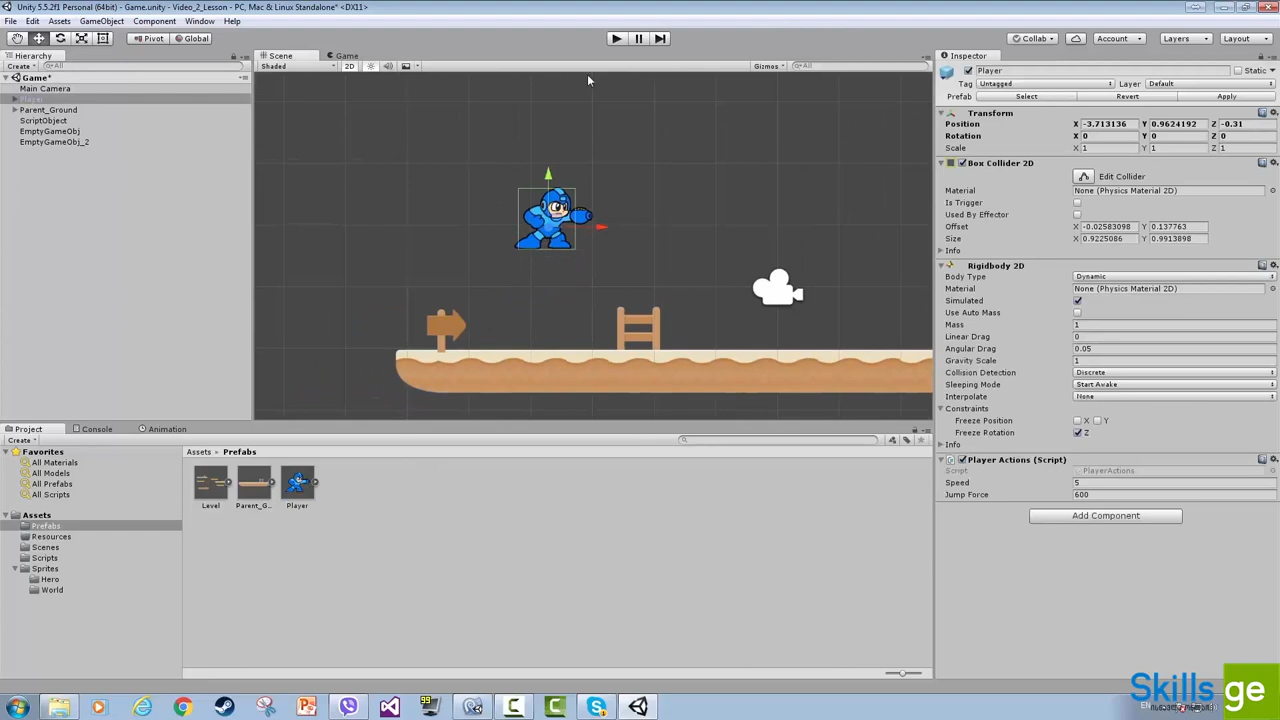 Unity 5.5.2f1 Personal (64bit) - Game.unity - Video_2_Lesson - PC, Mac & Linux Standalone* <DX11>
File Edit Assets GameObject Component Window Help
Pivot Global Collab Account Layers Layout
Hierarchy Scene Game Inspector
Create All Shaded 2D Gizmos All
Game*
Main Camera
Player
Parent_Ground
ScriptObject
EmptyGameObj
EmptyGameObj_2
Player Static
Tag Untagged Layer Default
Prefab Select Revert Apply
Transform
Position X -3.713136 Y 0.9624192 Z -0.31
Rotation X 0 Y 0 Z 0
Scale X 1 Y 1 Z 1
Box Collider 2D
Edit Collider
Material None (Physics Material 2D)
Is Trigger
Used By Effector
Offset X -0.02583098 Y 0.137763
Size X 0.9225086 Y 0.9913898
Info
Rigidbody 2D
Body Type Dynamic
Material None (Physics Material 2D)
Simulated
Use Auto Mass
Mass 1
Linear Drag 0
Angular Drag 0.05
Gravity Scale 1
Collision Detection Discrete
Sleeping Mode Start Awake
Interpolate None
Constraints
Freeze Position X Y
Freeze Rotation Z
Info
Player Actions (Script)
Script PlayerActions
Speed 5
Jump Force 600
Add Component
Project Console Animation
Create
Favorites
All Materials
All Models
All Prefabs
All Scripts
Assets
Prefabs
Resources
Scenes
Scripts
Sprites
Hero
World
Assets Prefabs
Level Parent_G... Player
99
Skills ge